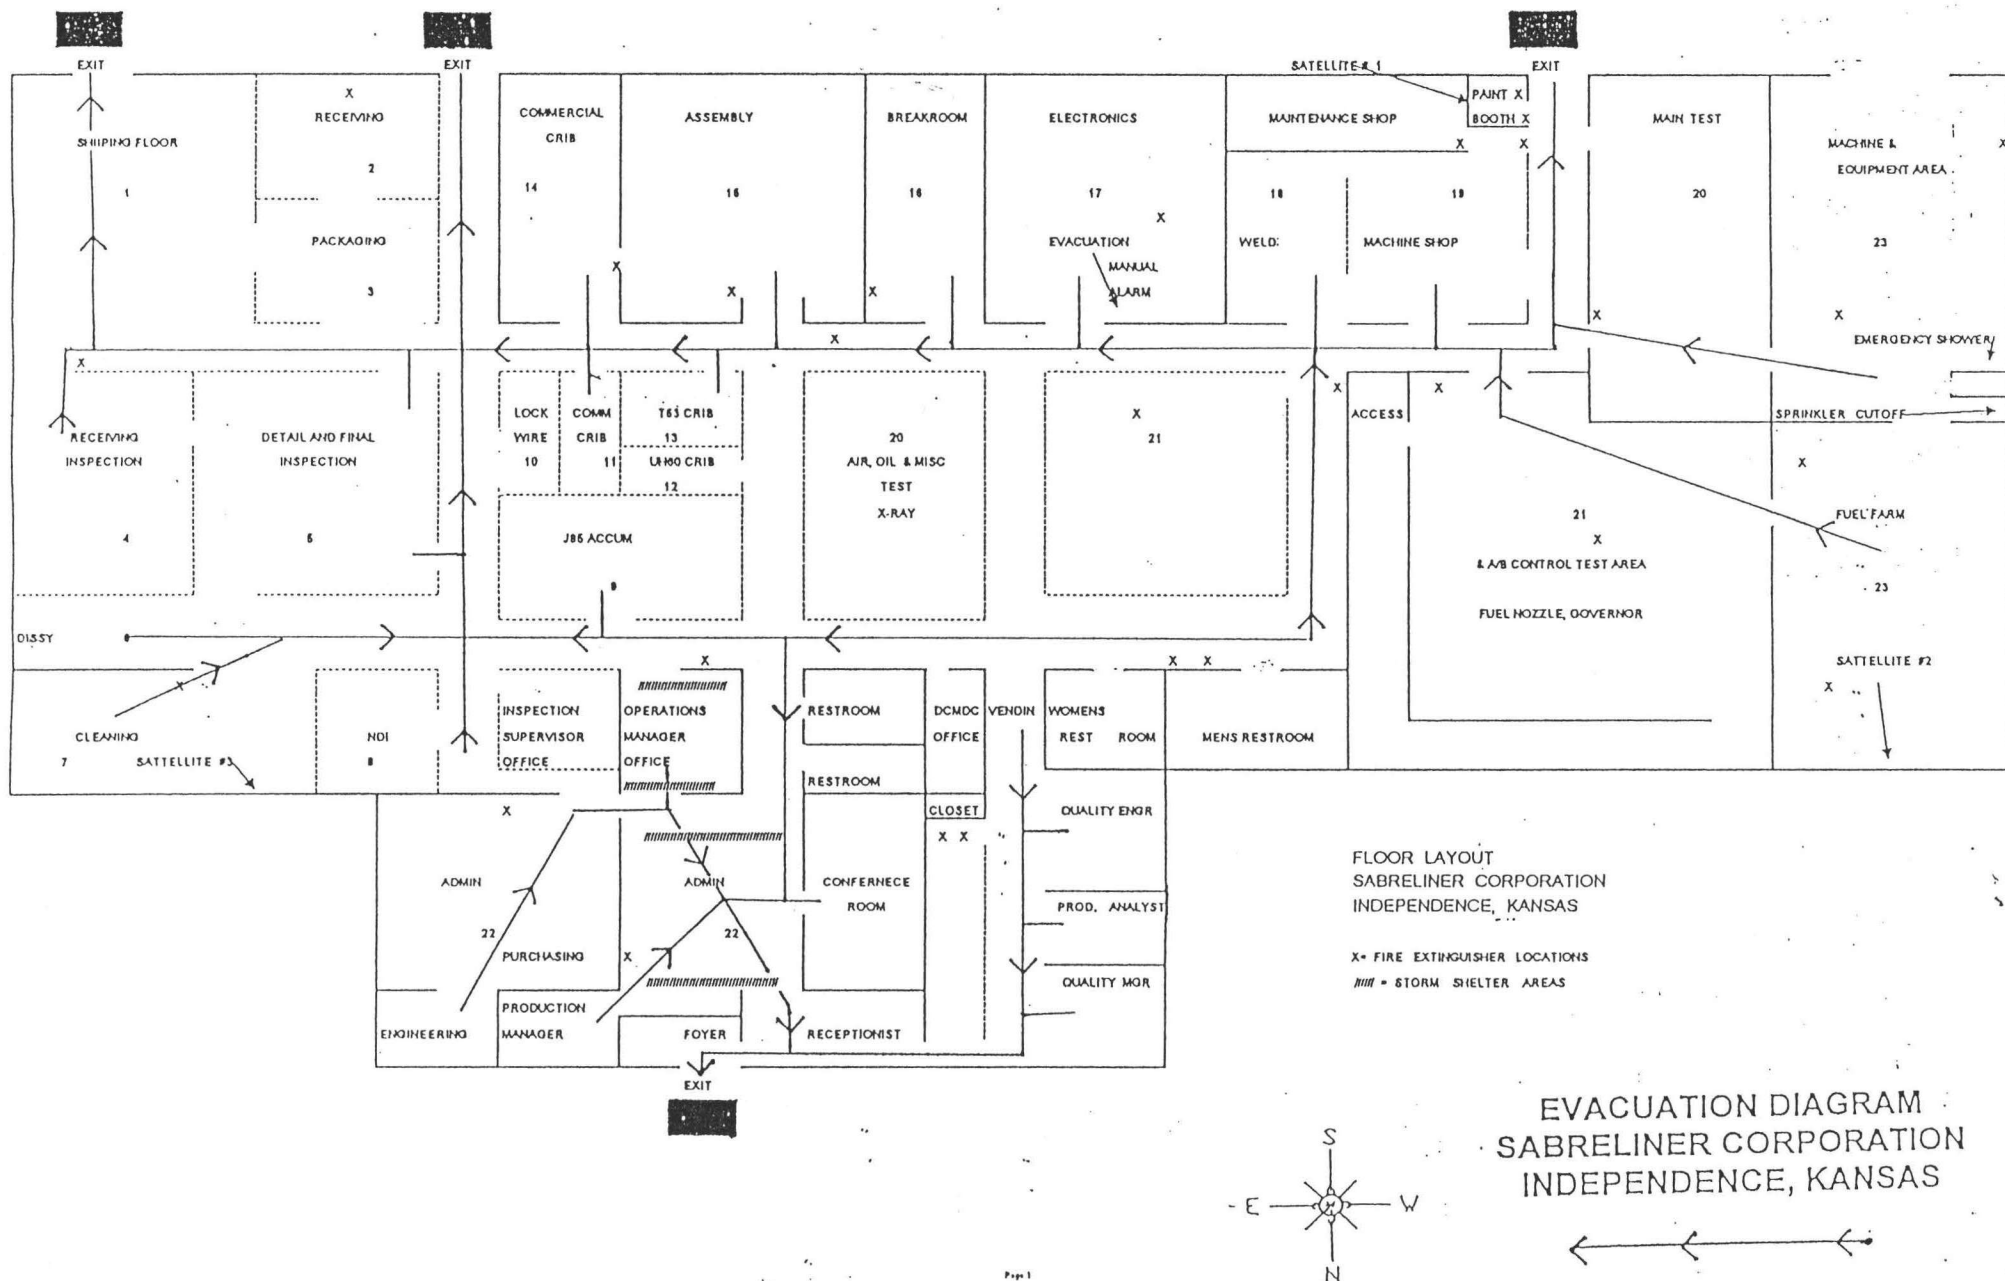 EXIT
EXIT
EXIT
SATELLITE # 1
RECEIVING
2
SHIIPING FLOOR
1
PACKAGING
3
COMMERCIAL
CRIB
14
ASSEMBLY
16
BREAKROOM
16
ELECTRONICS
17
EVACUATION
MANUAL
ALARM
MAINTENANCE SHOP
PAINT X
BOOTH X
18
WELD
19
MACHINE SHOP
MAIN TEST
20
MACHINE &
EQUIPMENT AREA
23
EMERGENCY SHOWER
SPRINKLER CUTOFF
RECEIVING
INSPECTION
4
DETAIL AND FINAL
INSPECTION
5
LOCK
WIRE
10
COMM
CRIB
11
T63 CRIB
13
UH60 CRIB
12
J85 ACCUM
9
20
AIR, OIL & MISC
TEST
X-RAY
21
ACCESS
21
& A/B CONTROL TEST AREA
FUEL NOZZLE, GOVERNOR
FUEL FARM
23
SATTELLITE #2
DISSY
6
CLEANING
7
SATTELLITE #3
NDI
8
INSPECTION
SUPERVISOR
OFFICE
OPERATIONS
MANAGER
OFFICE
RESTROOM
RESTROOM
DCMDC
OFFICE
CLOSET
VENDIN
WOMENS
REST ROOM
MENS RESTROOM
QUALITY ENGR
PROD. ANALYST
QUALITY MGR
ADMIN
22
PURCHASING
ADMIN
22
CONFERNECE
ROOM
ENGINEERING
PRODUCTION
MANAGER
FOYER
RECEPTIONIST
EXIT
FLOOR LAYOUT
SABRELINER CORPORATION
INDEPENDENCE, KANSAS
X= FIRE EXTINGUISHER LOCATIONS
= STORM SHELTER AREAS
EVACUATION DIAGRAM
SABRELINER CORPORATION
INDEPENDENCE, KANSAS
S
E
W
N
Page 1